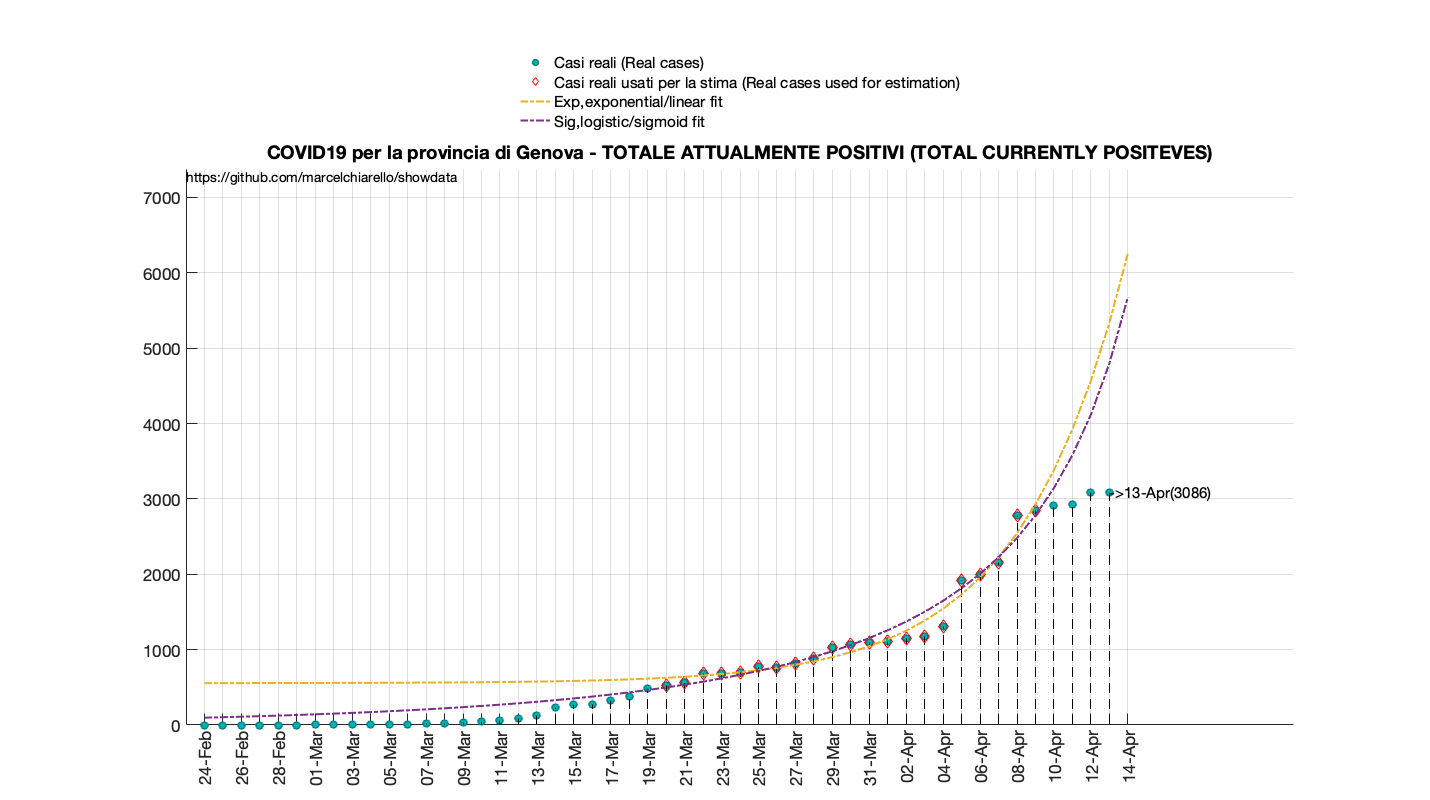 Casi reali (Real cases)
Casi reali usati per la stima (Real cases used for estimation)
Exp,exponential/linear fit
Sig,logistic/sigmoid fit
COVID19 per la provincia di Genova - TOTALE ATTUALMENTE POSITIVI (TOTAL CURRENTLY POSITEVES)
https://github.com/marcelchiarello/showdata
7000
6000
5000
4000
3000
2000
1000
0
->13-Apr(3086)
24-Feb
26-Feb
28-Feb
01-Mar
03-Mar
05-Mar
07-Mar
09-Mar
11-Mar
13-Mar
15-Mar
17-Mar
19-Mar
21-Mar
23-Mar
25-Mar
27-Mar
29-Mar
31-Mar
02-Apr
04-Apr
06-Apr
08-Apr
10-Apr
12-Apr
14-Apr